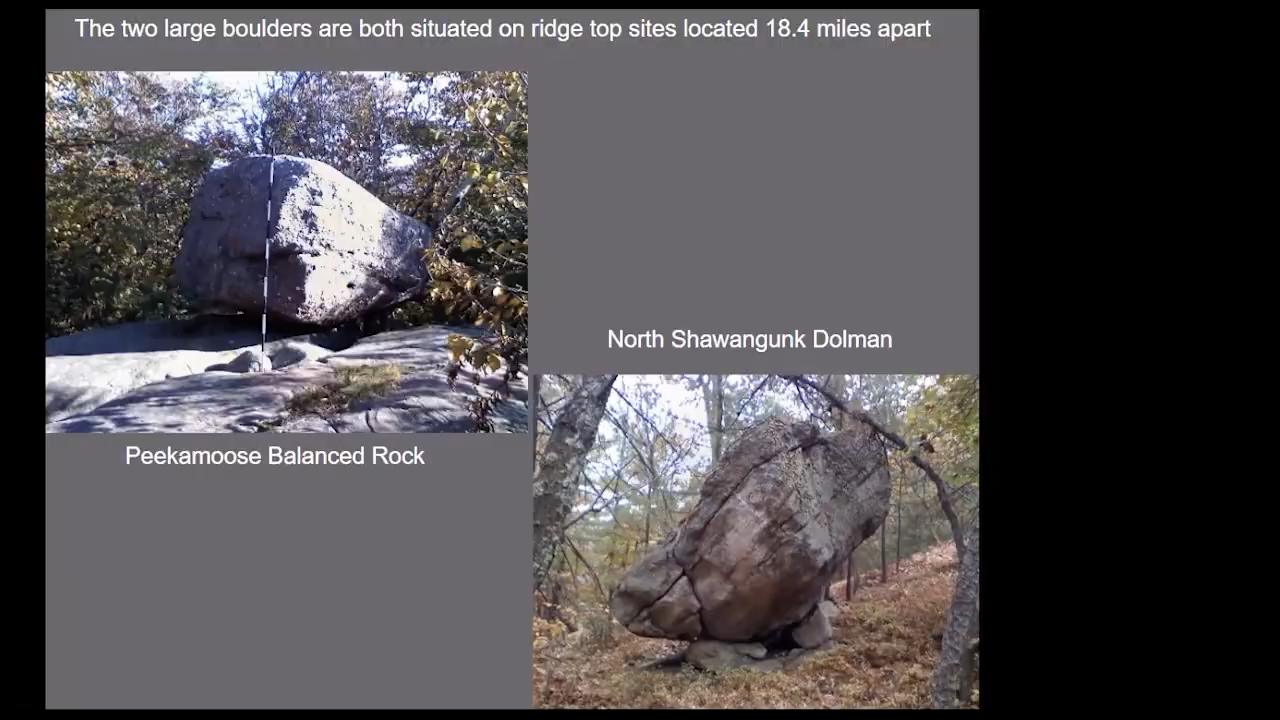 The two large boulders are both situated on ridge top sites located 18.4 miles apart
North Shawangunk Dolman
Peekamoose Balanced Rock